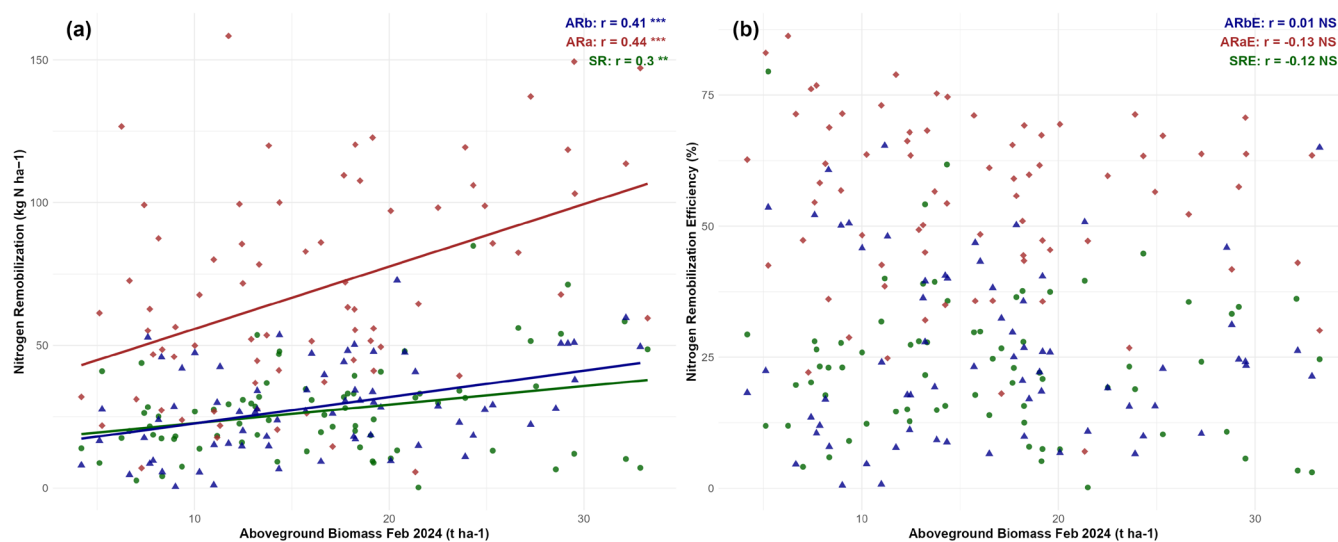 (a)
ARb: r = 0.41 ***
ARa: r = 0.44 ***
SR: r = 0.3 **
Nitrogen Remobilization (kg N ha−1)
150
100
50
0
10
20
30
Aboveground Biomass Feb 2024 (t ha-1)
(b)
ARbE: r = 0.01 NS
ARaE: r = -0.13 NS
SRE: r = -0.12 NS
Nitrogen Remobilization Efficiency (%)
75
50
25
0
10
20
30
Aboveground Biomass Feb 2024 (t ha-1)